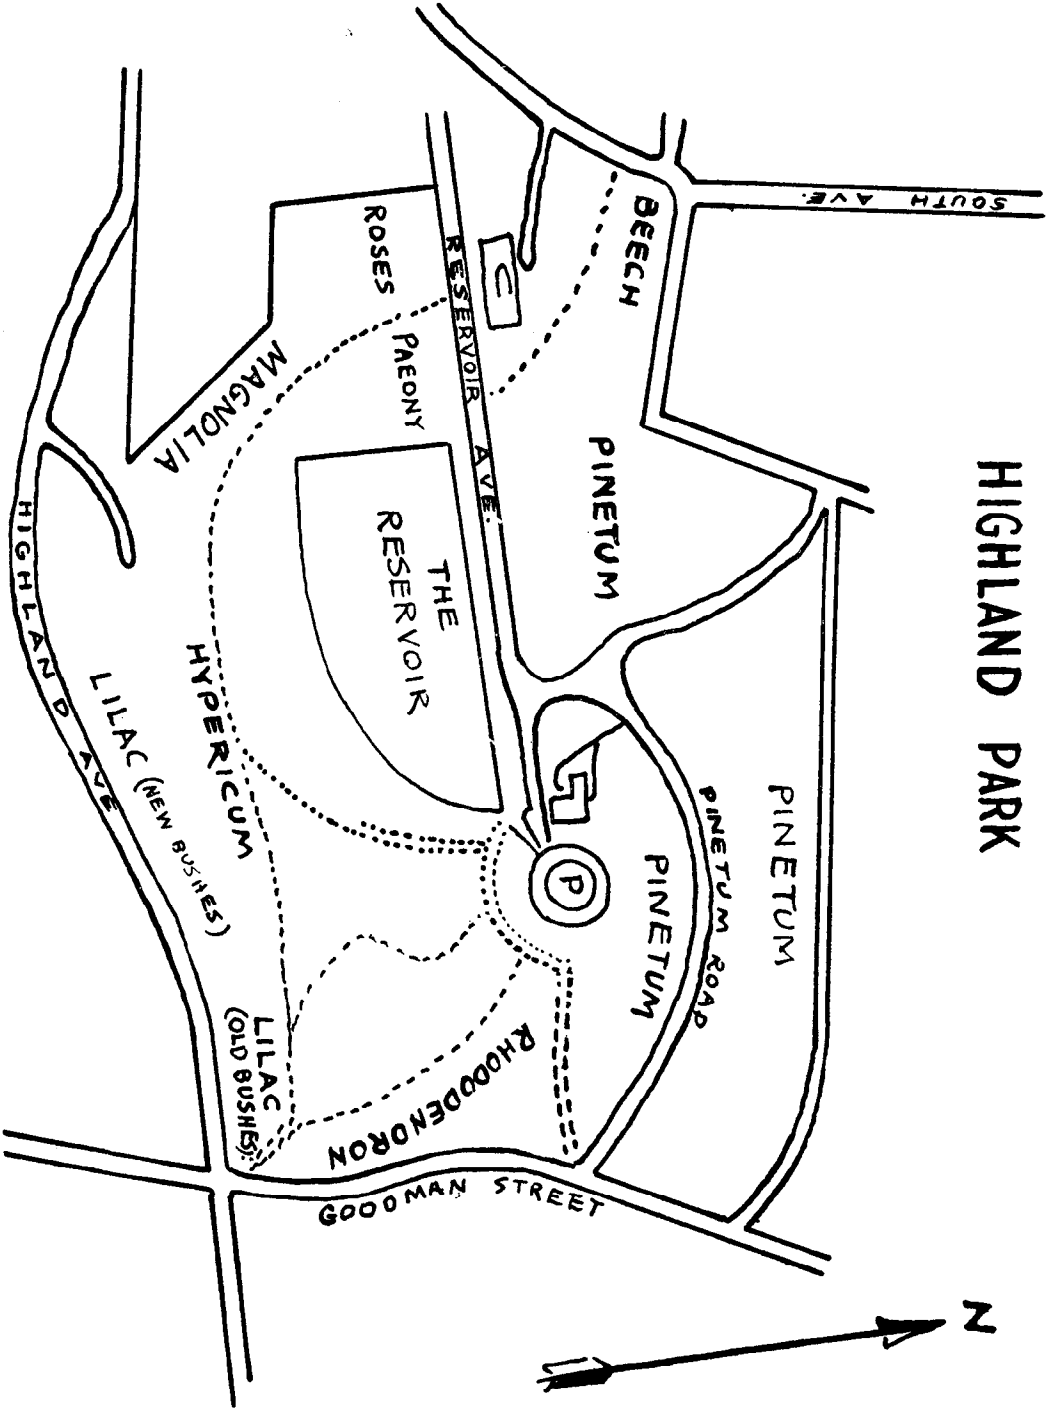 HIGHLAND PARK
SOUTH AVE.
BEECH
PINETUM
PINETUM
PINETUM ROAD
PINETUM
C
P
RESERVOIR AVE.
ROSES
PAEONY
THE
RESERVOIR
MAGNOLIA
HYPERICUM
LILAC (NEW BUSHES)
LILAC
(OLD BUSHES)
RHODODENDRON
HIGHLAND AVE
GOODMAN STREET
N